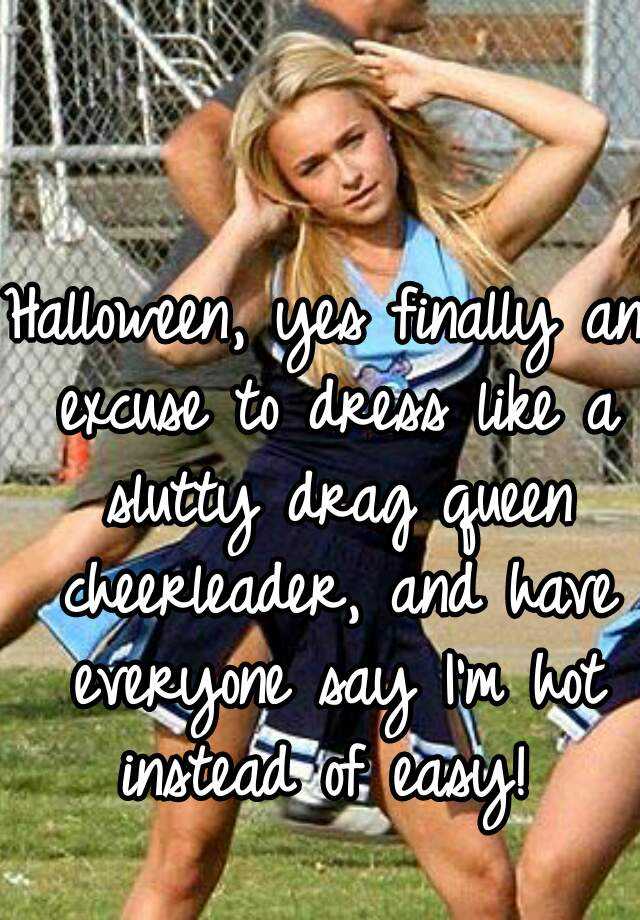 Halloween, yes finally an
excuse to dress like a
slutty drag queen
cheerleader, and have
everyone say I'm hot
instead of easy!